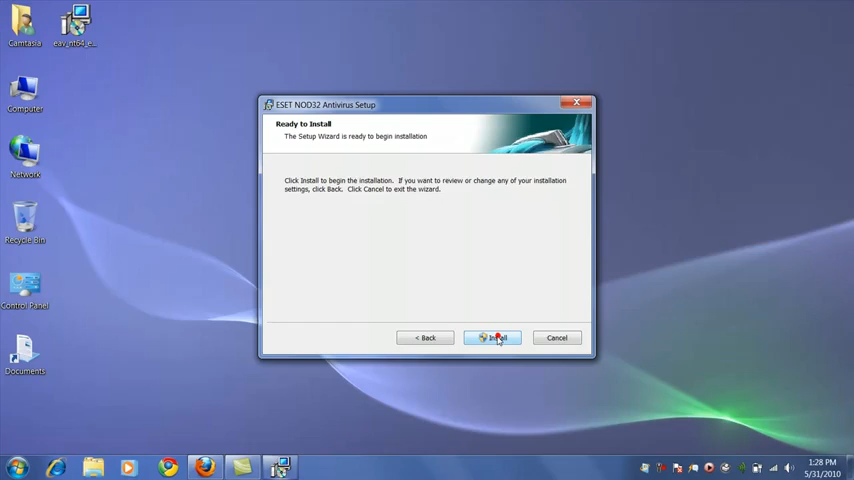 Camtasia
eav_nt64_e...
Computer
Network
Recycle Bin
Control Panel
Documents
ESET NOD32 Antivirus Setup
Ready to Install
The Setup Wizard is ready to begin installation
Click Install to begin the installation. If you want to review or change any of your installation
settings, click Back. Click Cancel to exit the wizard.
< Back
Install
Cancel
1:28 PM
5/31/2010